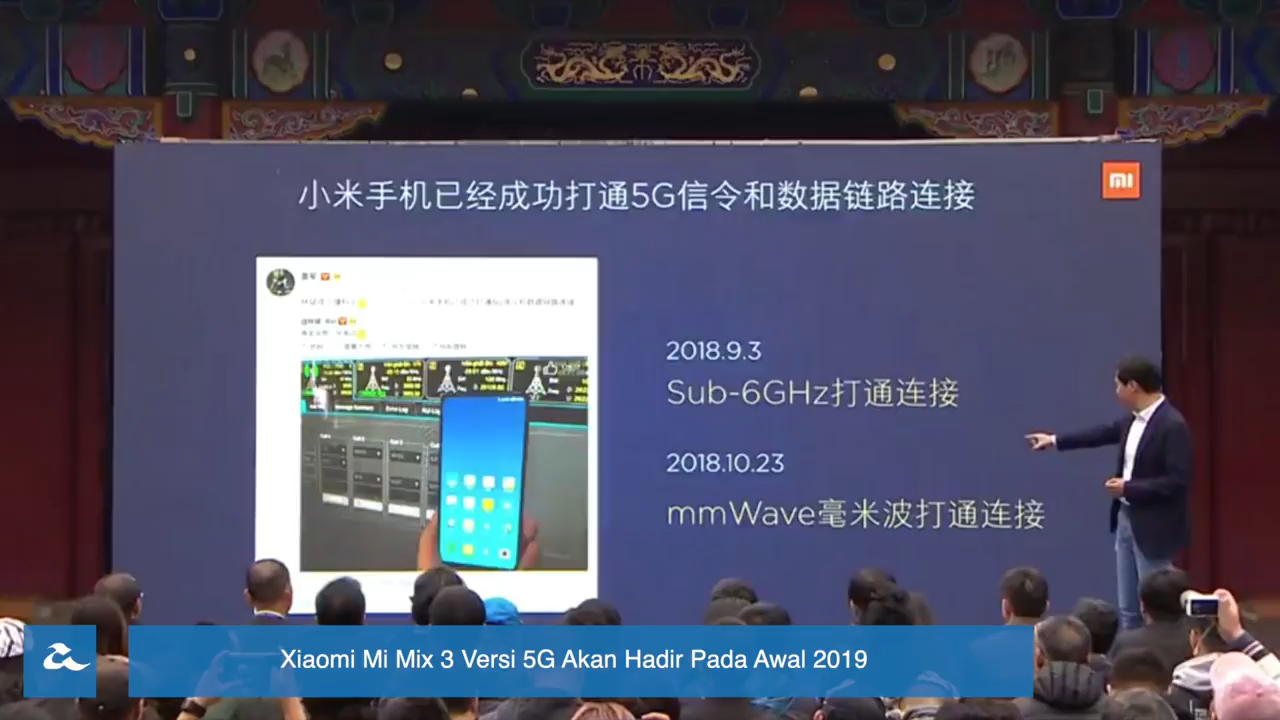 小米手机已经成功打通5G信令和数据链路连接
mi
2018.9.3
Sub-6GHz打通连接
2018.10.23
mmWave毫米波打通连接
Xiaomi Mi Mix 3 Versi 5G Akan Hadir Pada Awal 2019